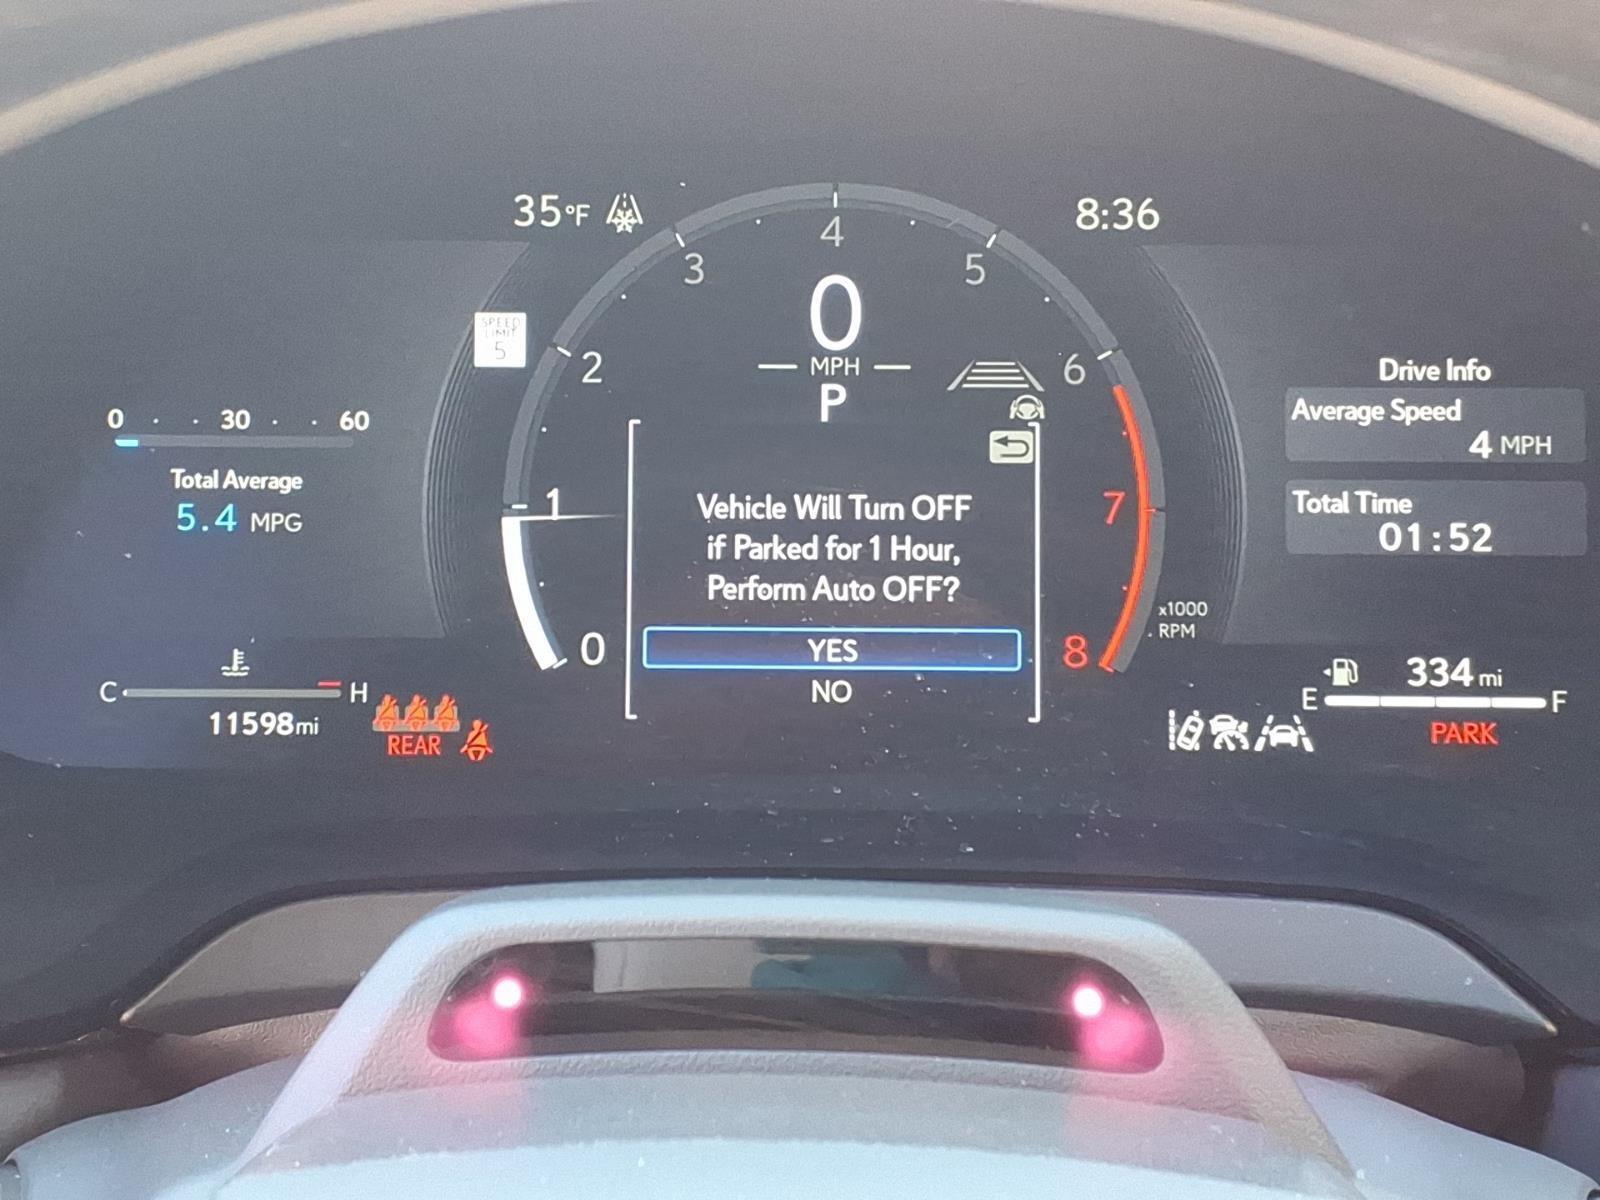 35°F
8:36
SPEED
LIMIT
5
0 1 2 3 4 5 6 7 8
0
MPH
P
x1000
RPM
0 30 60
Total Average
5.4 MPG
Vehicle Will Turn OFF
if Parked for 1 Hour,
Perform Auto OFF?
YES
NO
Drive Info
Average Speed
4 MPH
Total Time
01:52
C H
11598mi
REAR
334mi
E F
PARK